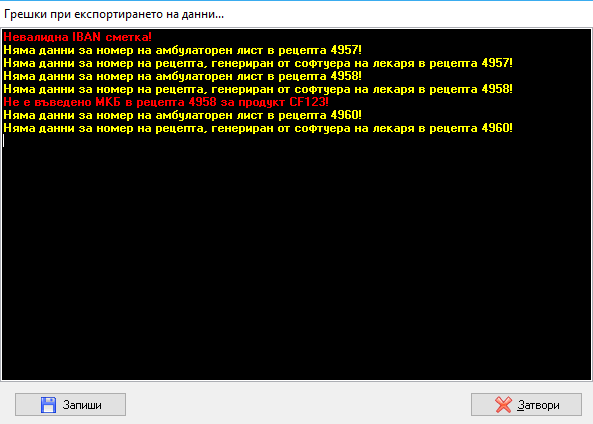 Грешки при експортирането на данни...
Невалидна IBAN сметка!
Няма данни за номер на амбулаторен лист в рецепта 4957!
Няма данни за номер на рецепта, генериран от софтуера на лекаря в рецепта 4957!
Няма данни за номер на амбулаторен лист в рецепта 4958!
Няма данни за номер на рецепта, генериран от софтуера на лекаря в рецепта 4958!
Не е въведено МКБ в рецепта 4958 за продукт CF123!
Няма данни за номер на амбулаторен лист в рецепта 4960!
Няма данни за номер на рецепта, генериран от софтуера на лекаря в рецепта 4960!
Запиши
Затвори